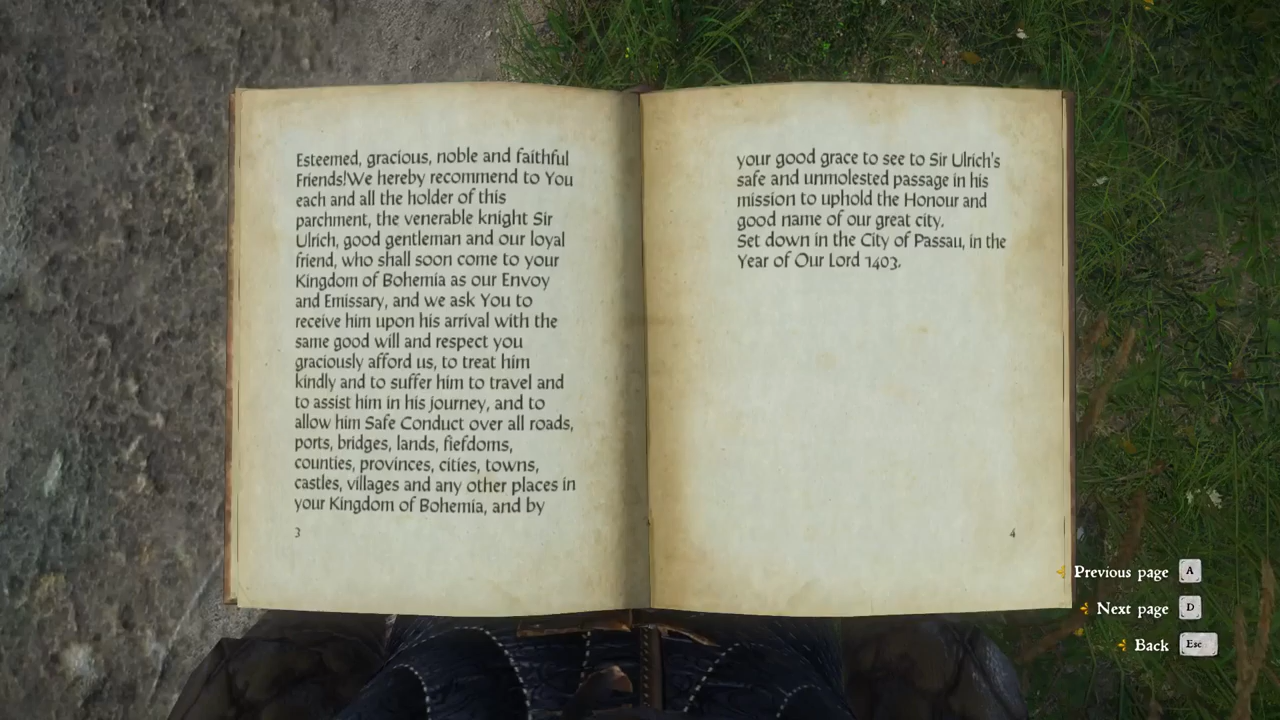 Esteemed, gracious, noble and faithful
Friends!We hereby recommend to You
each and all the holder of this
parchment, the venerable knight Sir
Ulrich, good gentleman and our loyal
friend, who shall soon come to your
Kingdom of Bohemia as our Envoy
and Emissary, and we ask You to
receive him upon his arrival with the
same good will and respect you
graciously afford us, to treat him
kindly and to suffer him to travel and
to assist him in his journey, and to
allow him Safe Conduct over all roads,
ports, bridges, lands, fiefdoms,
counties, provinces, cities, towns,
castles, villages and any other places in
your Kingdom of Bohemia, and by
3
your good grace to see to Sir Ulrich's
safe and unmolested passage in his
mission to uphold the Honour and
good name of our great city.
Set down in the City of Passau, in the
Year of Our Lord 1403.
4
Previous page A
Next page D
Back Esc